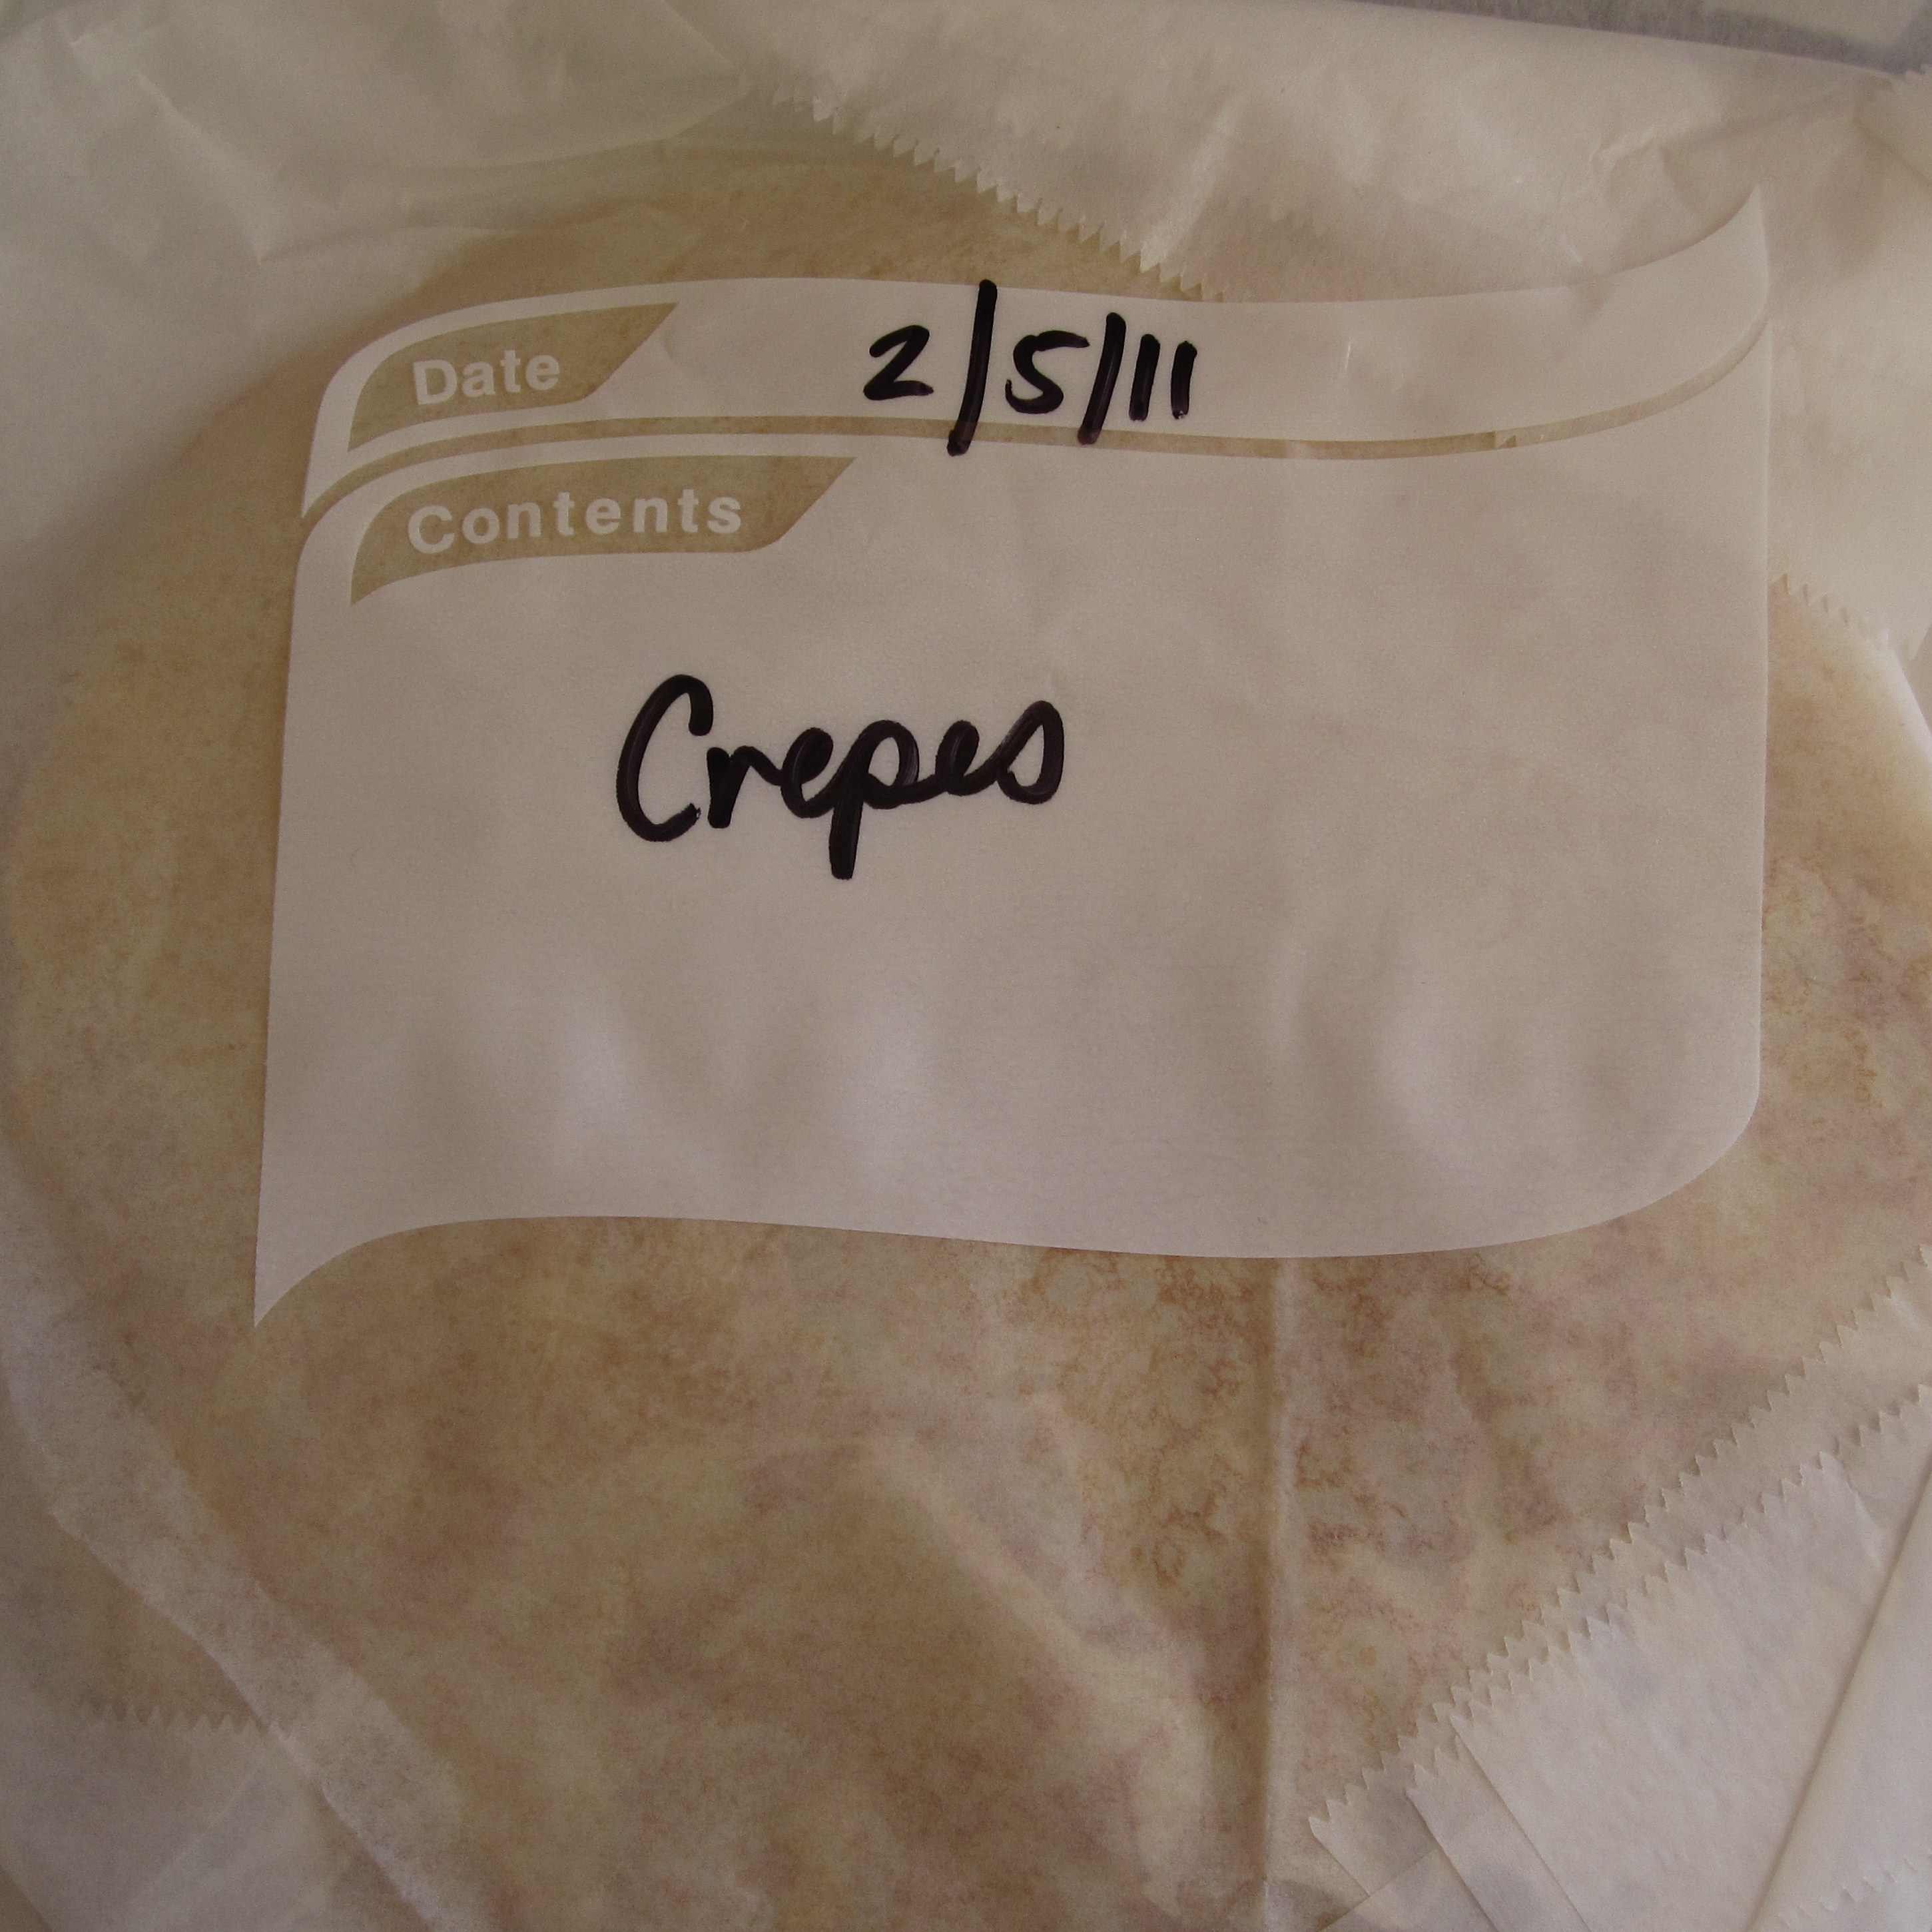 Date 2/5/11
Contents
Crepes